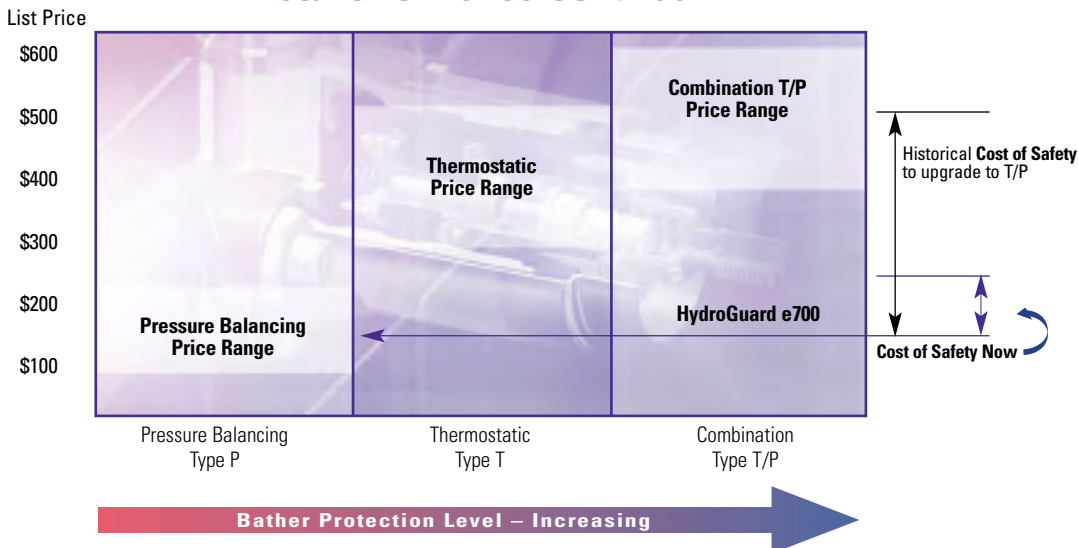 List Price
$600
$500
$400
$300
$200
$100
Combination T/P
Price Range
Thermostatic
Price Range
HydroGuard e700
Pressure Balancing
Price Range
Historical Cost of Safety
to upgrade to T/P
Cost of Safety Now
Pressure Balancing
Type P
Thermostatic
Type T
Combination
Type T/P
Bather Protection Level – Increasing